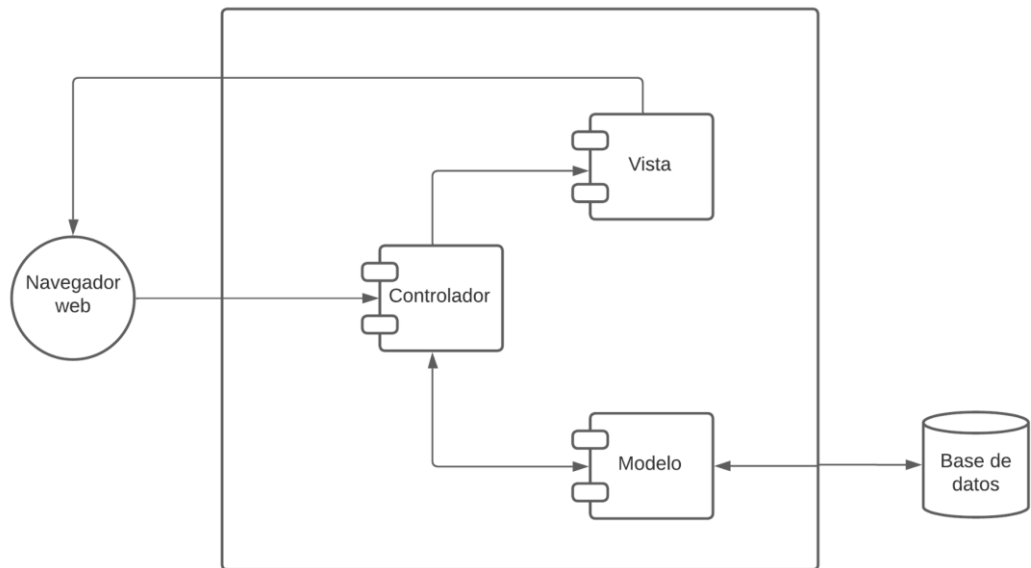 Vista
Navegador
web
Controlador
Modelo
Base de
datos